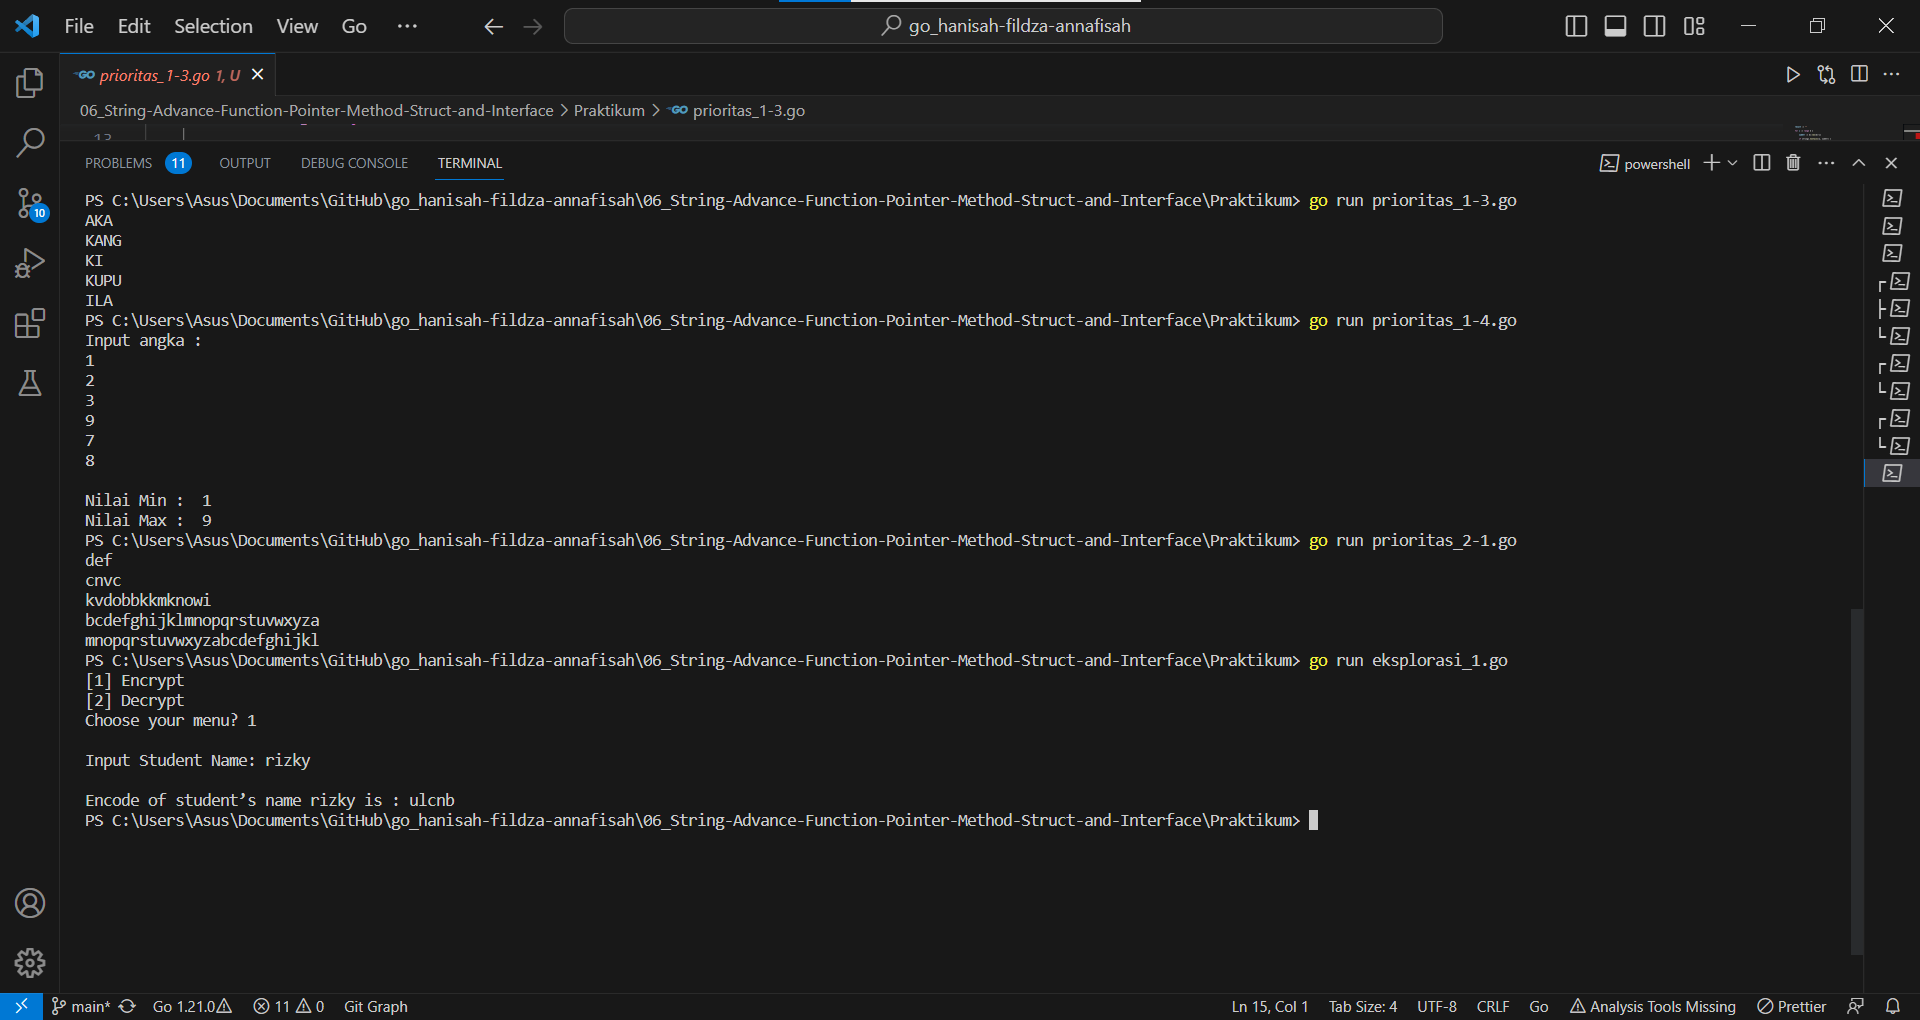 File Edit Selection View Go ··· go_hanisah-fildza-annafisah
GO prioritas_1-3.go 1, U
06_String-Advance-Function-Pointer-Method-Struct-and-Interface > Praktikum > GO prioritas_1-3.go
13
PROBLEMS 11 OUTPUT DEBUG CONSOLE TERMINAL powershell
PS C:\Users\Asus\Documents\GitHub\go_hanisah-fildza-annafisah\06_String-Advance-Function-Pointer-Method-Struct-and-Interface\Praktikum> go run prioritas_1-3.go
AKA
KANG
KI
KUPU
ILA
PS C:\Users\Asus\Documents\GitHub\go_hanisah-fildza-annafisah\06_String-Advance-Function-Pointer-Method-Struct-and-Interface\Praktikum> go run prioritas_1-4.go
Input angka :
1
2
3
9
7
8
Nilai Min :  1
Nilai Max :  9
PS C:\Users\Asus\Documents\GitHub\go_hanisah-fildza-annafisah\06_String-Advance-Function-Pointer-Method-Struct-and-Interface\Praktikum> go run prioritas_2-1.go
def
cnvc
kvdobbkkmknowi
bcdefghijklmnopqrstuvwxyza
mnopqrstuvwxyzabcdefghijkl
PS C:\Users\Asus\Documents\GitHub\go_hanisah-fildza-annafisah\06_String-Advance-Function-Pointer-Method-Struct-and-Interface\Praktikum> go run eksplorasi_1.go
[1] Encrypt
[2] Decrypt
Choose your menu? 1
Input Student Name: rizky
Encode of student’s name rizky is : ulcnb
PS C:\Users\Asus\Documents\GitHub\go_hanisah-fildza-annafisah\06_String-Advance-Function-Pointer-Method-Struct-and-Interface\Praktikum>
10
main* Go 1.21.0 11 0 Git Graph Ln 15, Col 1 Tab Size: 4 UTF-8 CRLF Go Analysis Tools Missing Prettier